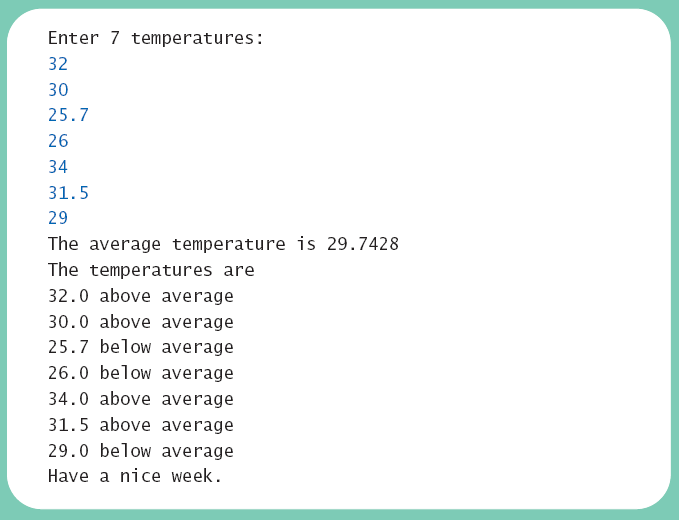 Enter 7 temperatures:
32
30
25.7
26
34
31.5
29
The average temperature is 29.7428
The temperatures are
32.0 above average
30.0 above average
25.7 below average
26.0 below average
34.0 above average
31.5 above average
29.0 below average
Have a nice week.